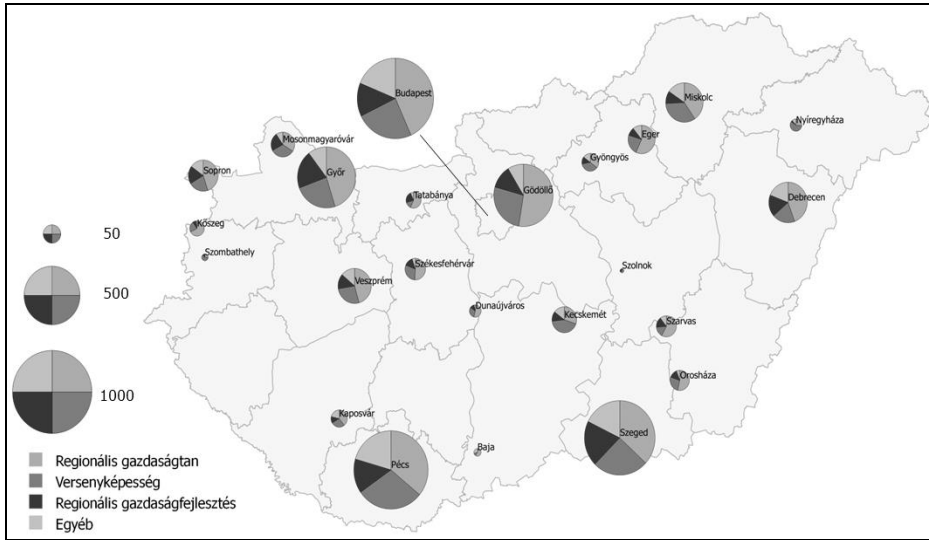 Budapest
Miskolc
Nyíregyháza
Mosonmagyaróvár
Eger
Gyöngyös
Sopron
Győr
Gödöllő
Tatabánya
Debrecen
Kőszeg
50
Szombathely
Székesfehérvár
Szolnok
Veszprém
500
Dunaújváros
Kecskemét
Szarvas
Orosháza
1000
Kaposvár
Szeged
Baja
Pécs
Regionális gazdaságtan
Versenyképesség
Regionális gazdaságfejlesztés
Egyéb